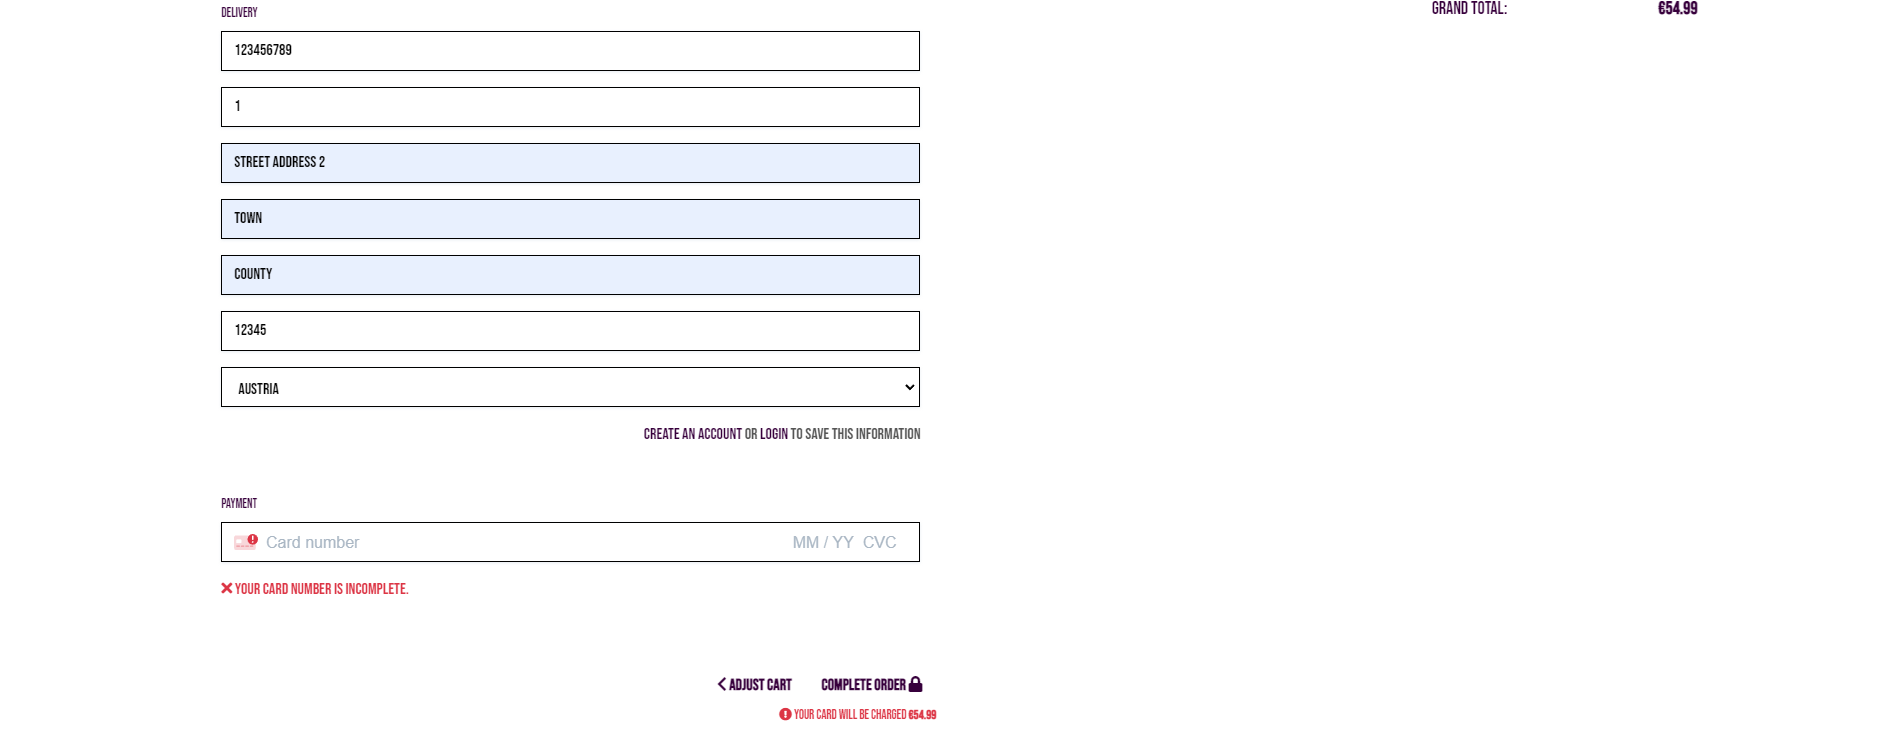 DELIVERY
GRAND TOTAL: €54.99
123456789
1
STREET ADDRESS 2
TOWN
COUNTY
12345
AUSTRIA
CREATE AN ACCOUNT OR LOGIN TO SAVE THIS INFORMATION
PAYMENT
Card number MM / YY CVC
YOUR CARD NUMBER IS INCOMPLETE.
ADJUST CART COMPLETE ORDER
YOUR CARD WILL BE CHARGED €54.99